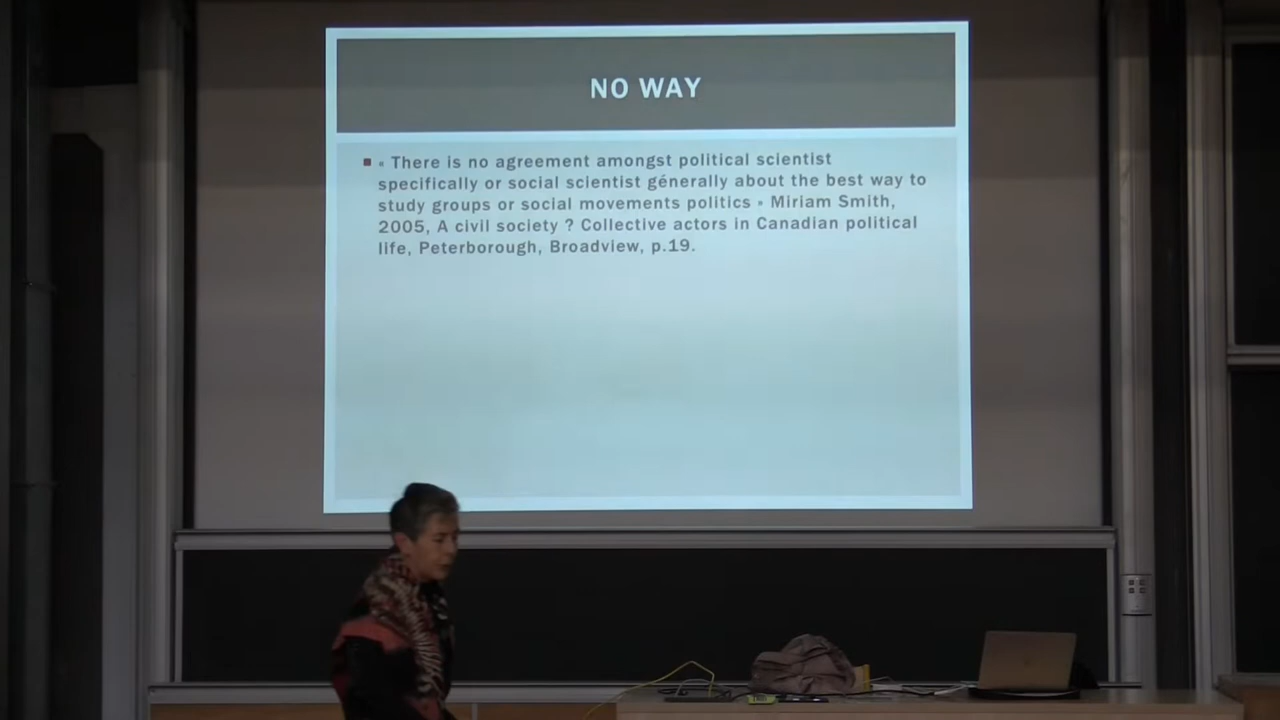 NO WAY
« There is no agreement amongst political scientist
specifically or social scientist génerally about the best way to
study groups or social movements politics » Miriam Smith,
2005, A civil society ? Collective actors in Canadian political
life, Peterborough, Broadview, p.19.